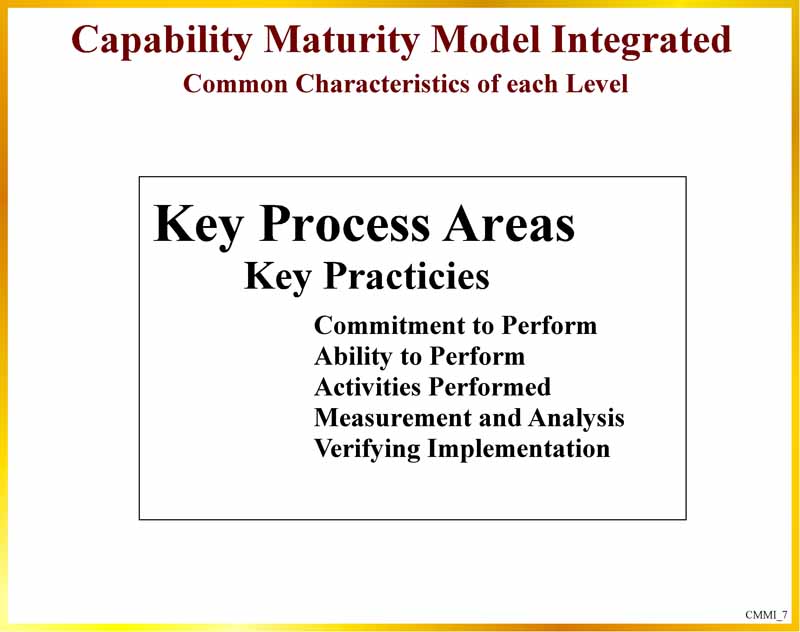 Capability Maturity Model Integrated
Common Characteristics of each Level
Key Process Areas
Key Practicies
Commitment to Perform
Ability to Perform
Activities Performed
Measurement and Analysis
Verifying Implementation
CMMI_7